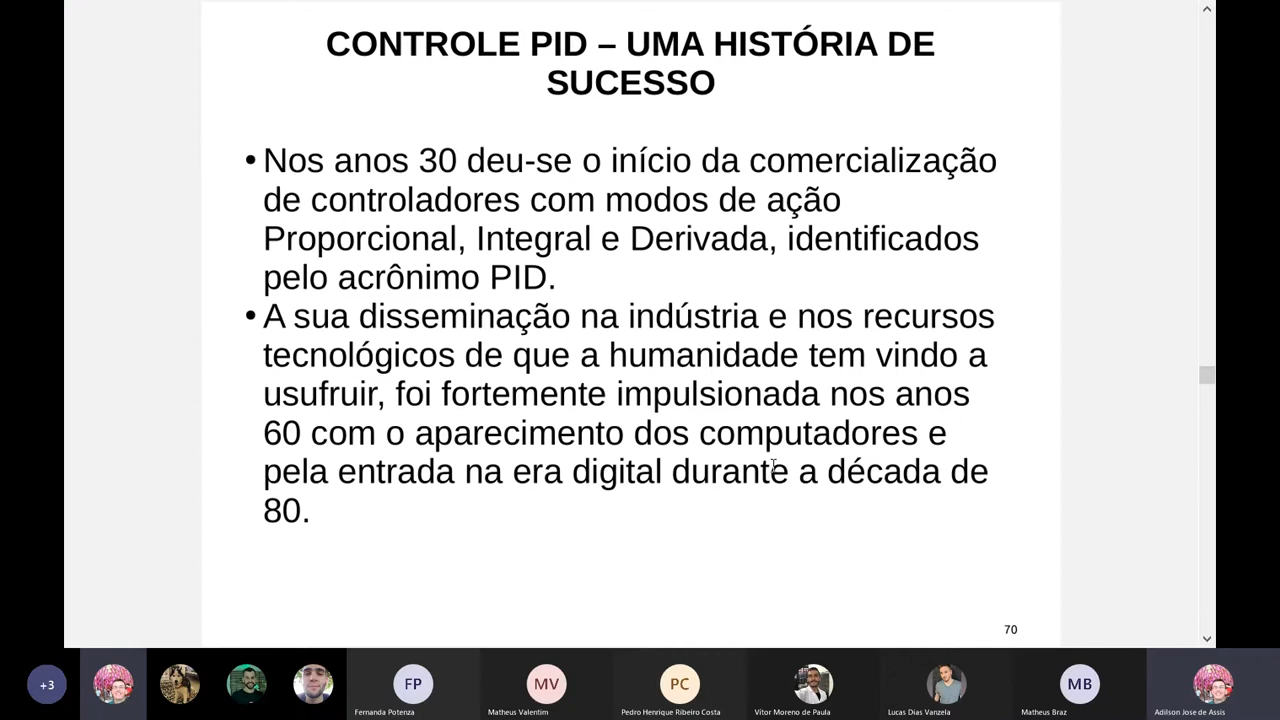 CONTROLE PID – UMA HISTÓRIA DE
SUCESSO
•Nos anos 30 deu-se o início da comercialização
de controladores com modos de ação
Proporcional, Integral e Derivada, identificados
pelo acrônimo PID.
•A sua disseminação na indústria e nos recursos
tecnológicos de que a humanidade tem vindo a
usufruir, foi fortemente impulsionada nos anos
60 com o aparecimento dos computadores e
pela entrada na era digital durante a década de
80.
70
+3
FP
MV
PC
MB
Fernanda Potenza
Matheus Valentim
Pedro Henrique Ribeiro Costa
Vítor Moreno de Paula
Lucas Dias Vanzela
Matheus Braz
Adilson Jose de Assis